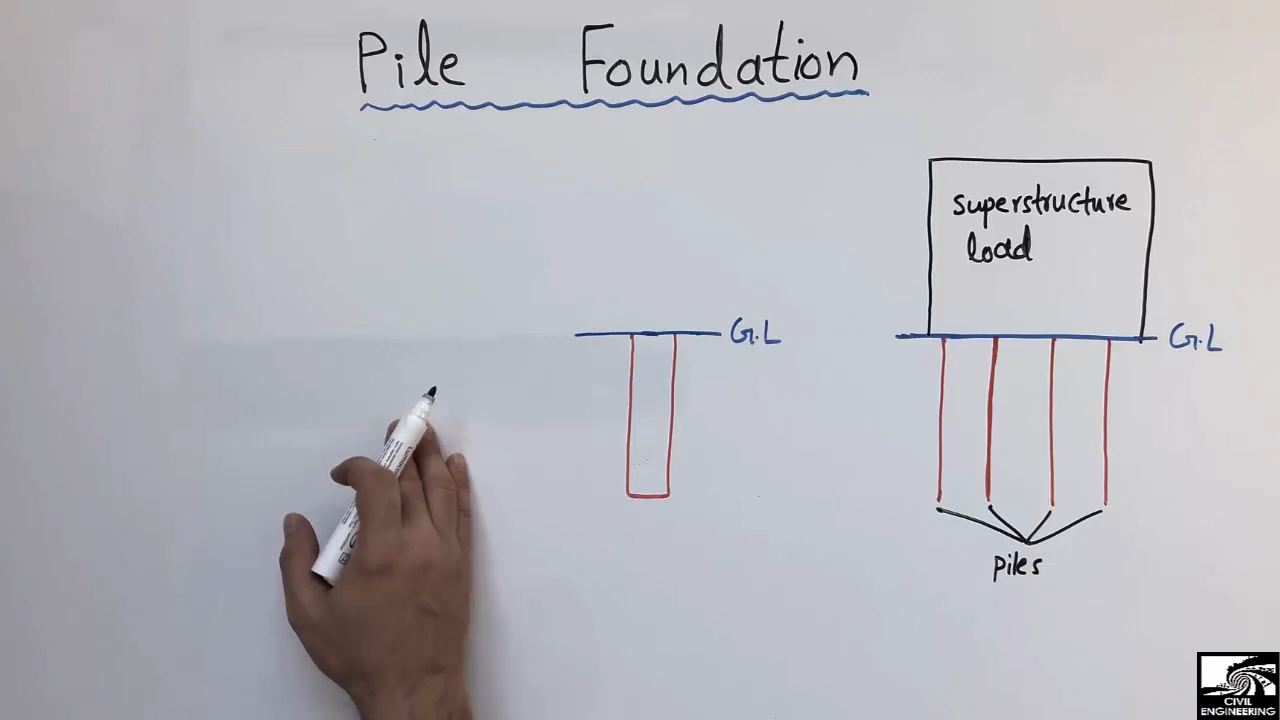 Pile Foundation
superstructure
load
G.L
G.L
piles
CIVIL
ENGINEERING